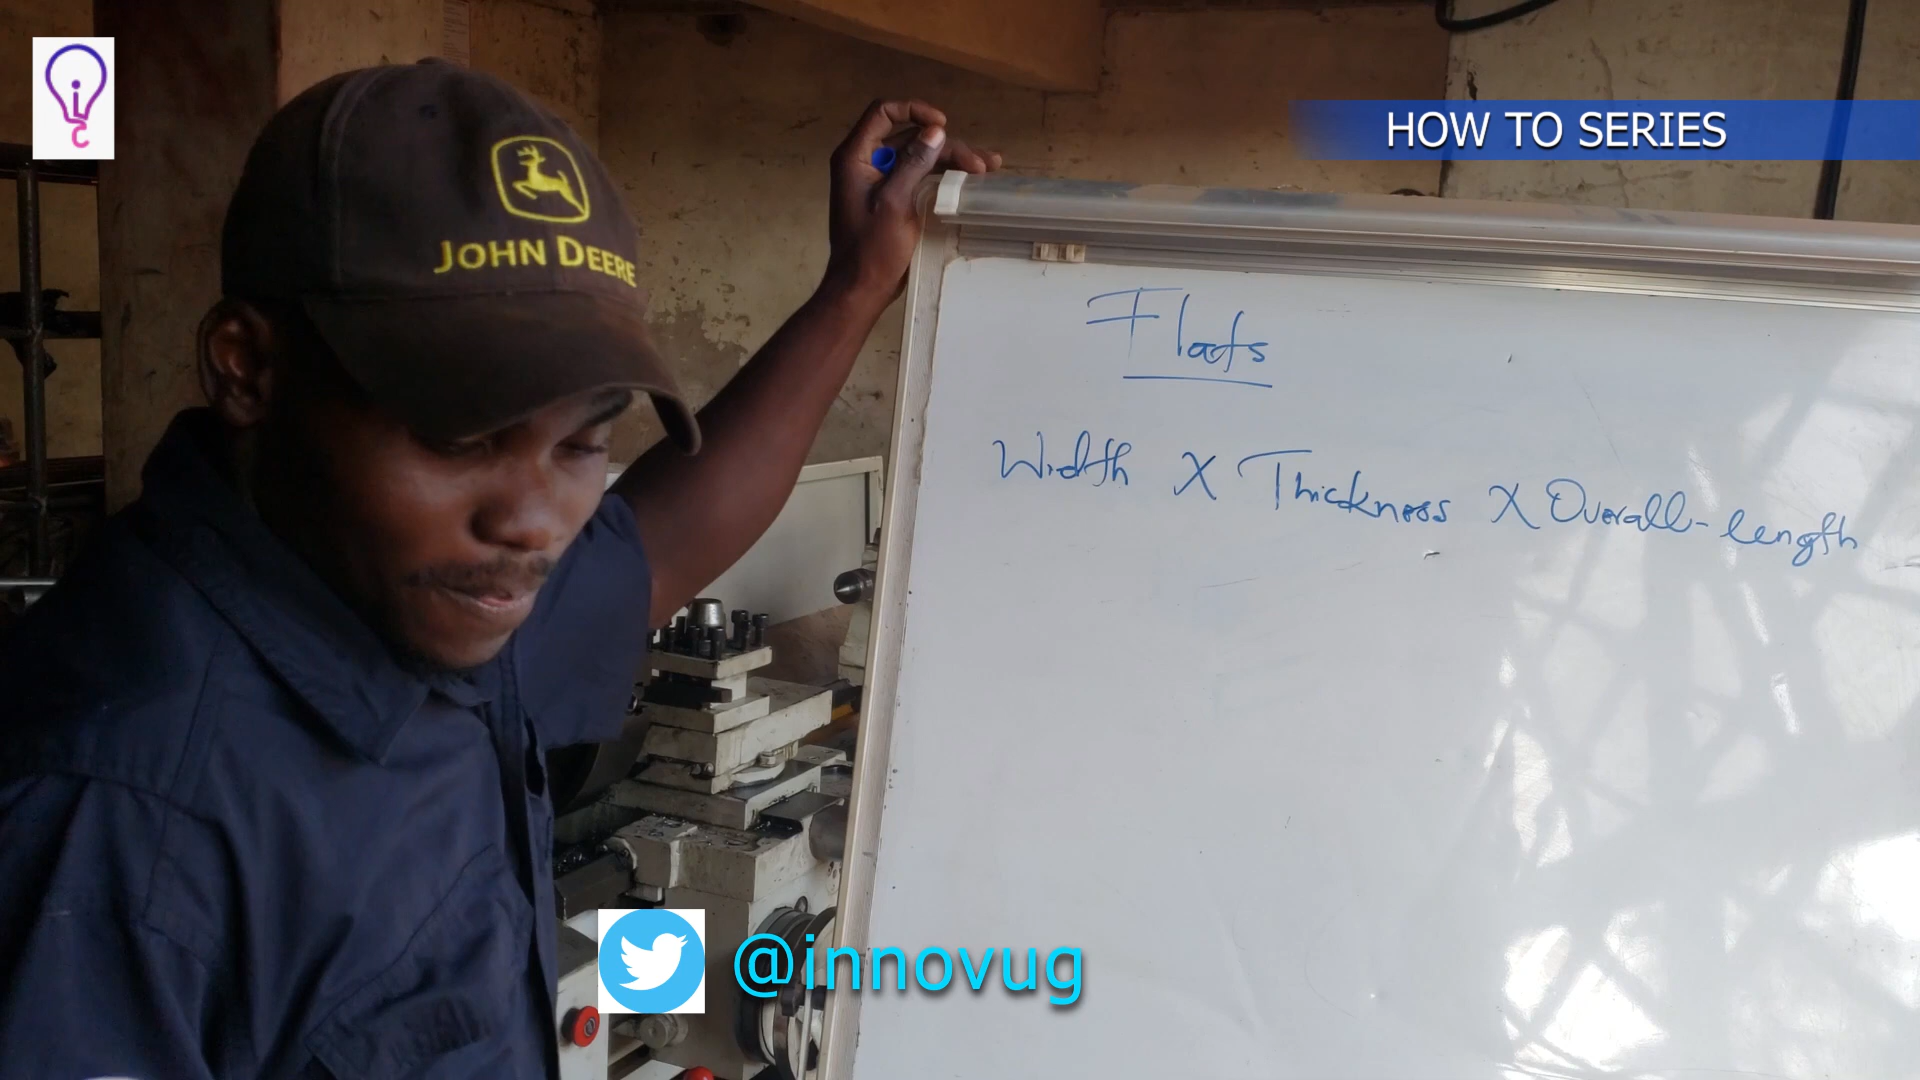 HOW TO SERIES
JOHN DEERE
Flats
Width X Thickness X Overall-length
@innovug